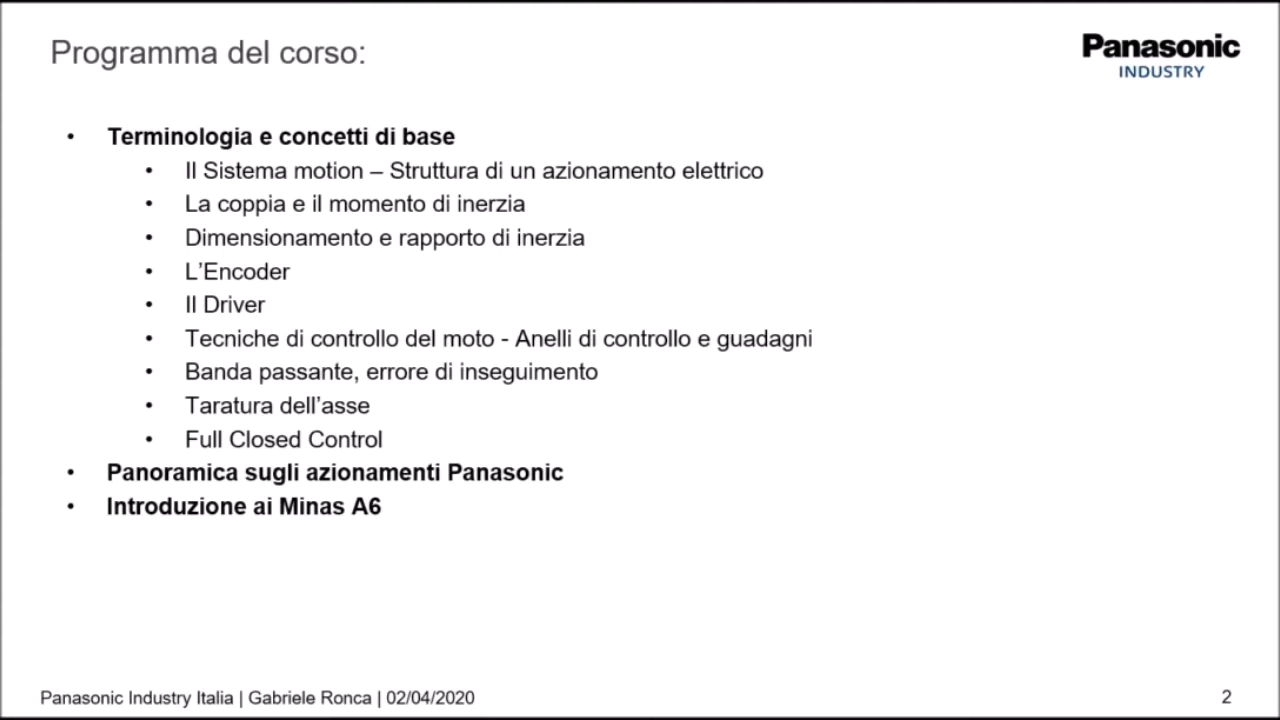 Programma del corso:
Panasonic
INDUSTRY
• Terminologia e concetti di base
• Il Sistema motion – Struttura di un azionamento elettrico
• La coppia e il momento di inerzia
• Dimensionamento e rapporto di inerzia
• L’Encoder
• Il Driver
• Tecniche di controllo del moto - Anelli di controllo e guadagni
• Banda passante, errore di inseguimento
• Taratura dell’asse
• Full Closed Control
• Panoramica sugli azionamenti Panasonic
• Introduzione ai Minas A6
Panasonic Industry Italia | Gabriele Ronca | 02/04/2020
2